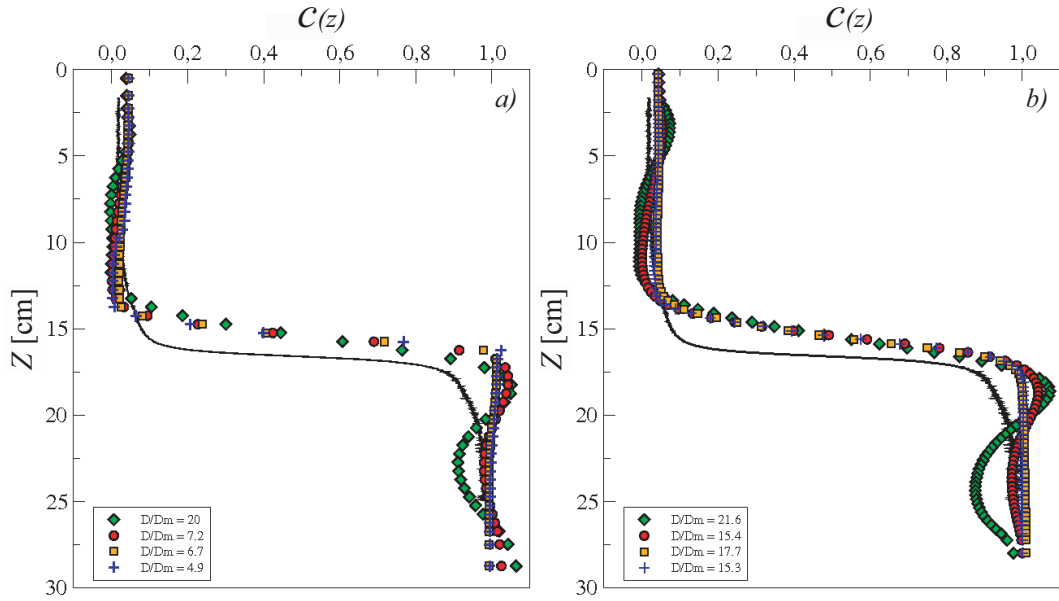 C(z)
C(z)
0,0 0,2 0,4 0,6 0,8 1,0
0,0 0,2 0,4 0,6 0,8 1,0
0
5
10
15
20
25
30
Z [cm]
a)
D/Dm = 20
D/Dm = 7.2
D/Dm = 6.7
D/Dm = 4.9
0
5
10
15
20
25
30
Z [cm]
b)
D/Dm = 21.6
D/Dm = 15.4
D/Dm = 17.7
D/Dm = 15.3